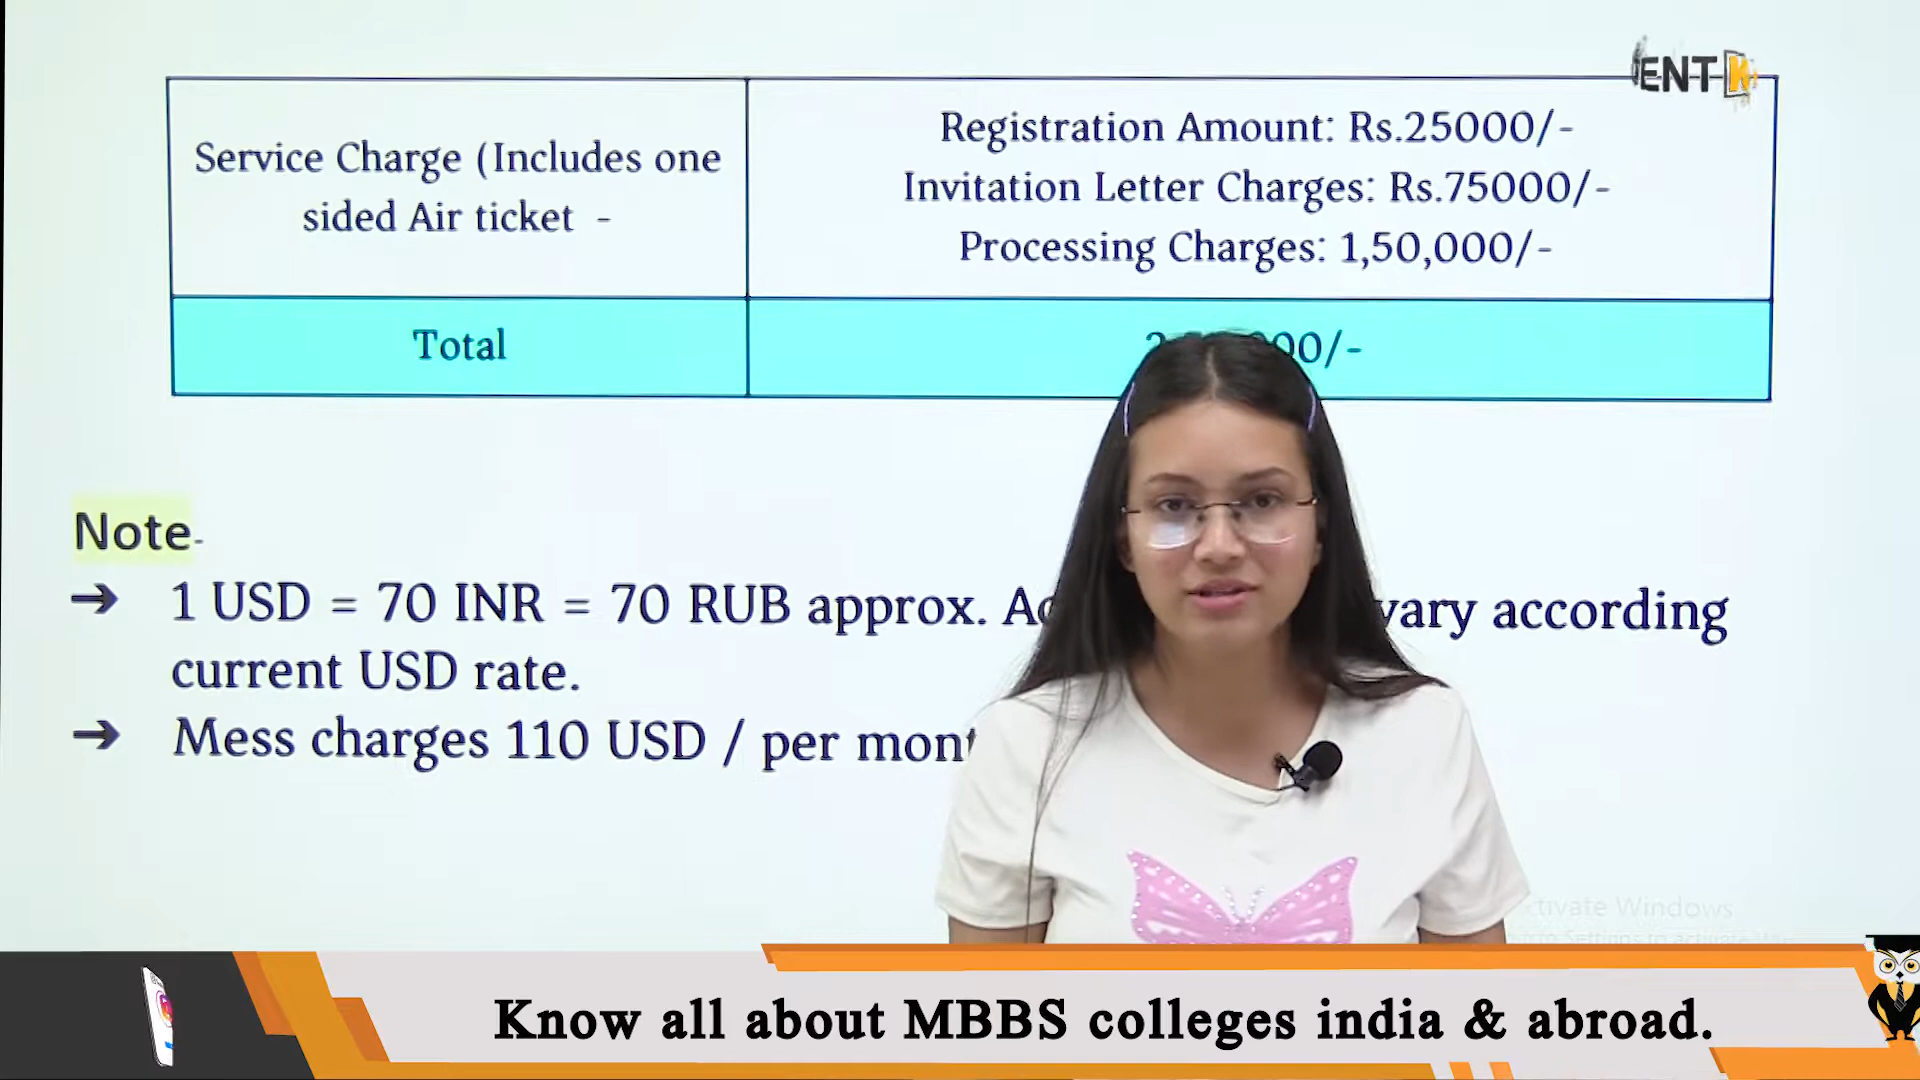 ENT
Service Charge (Includes one
sided Air ticket -
Registration Amount: Rs.25000/-
Invitation Letter Charges: Rs.75000/-
Processing Charges: 1,50,000/-
Total
Note-
➔ 1 USD = 70 INR = 70 RUB approx. vary according
current USD rate.
➔ Mess charges 110 USD / per
Know all about MBBS colleges india & abroad.